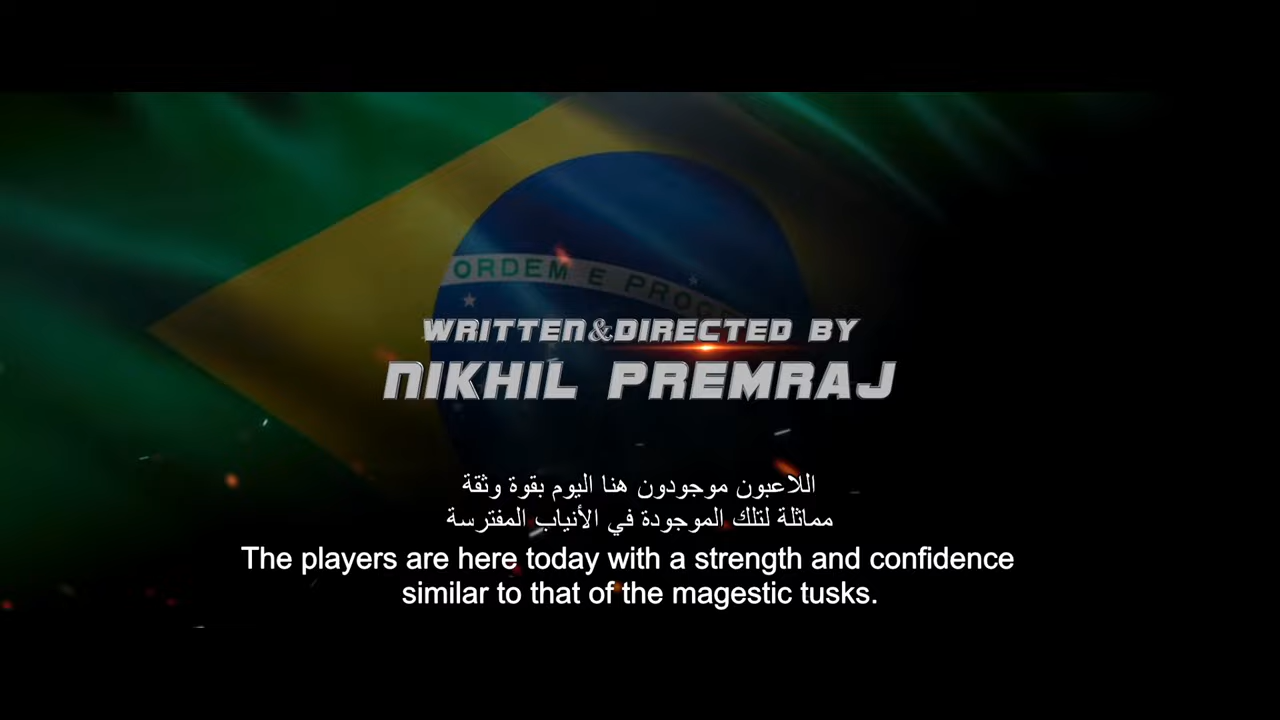 ORDEM E PROG
WRITTEN&DIRECTED BY
NIKHIL PREMRAJ
اللاعبون موجودون هنا اليوم بقوة وثقة
مماثلة لتلك الموجودة في الأنياب المفترسة
The players are here today with a strength and confidence
similar to that of the magestic tusks.